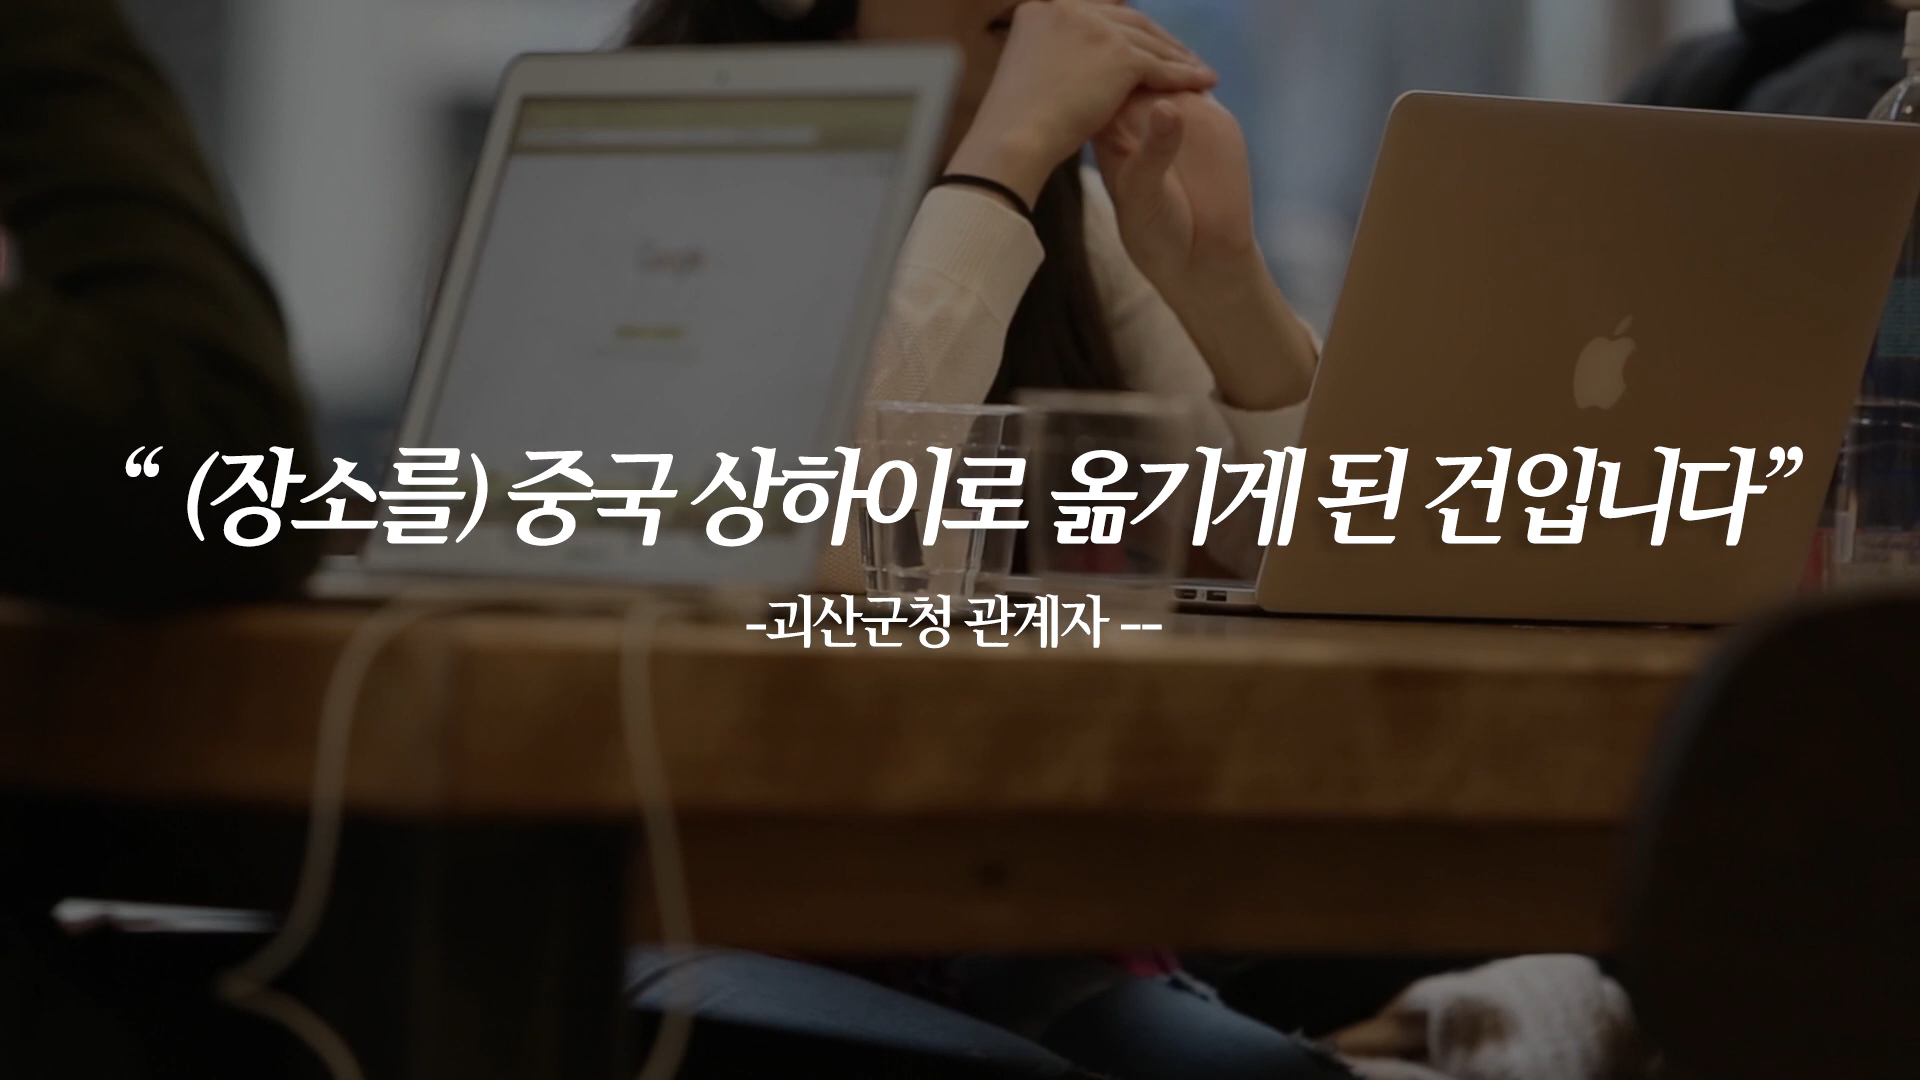 “ (장소를) 중국 상하이로 옮기게 된 건입니다”
-괴산군청 관계자 --